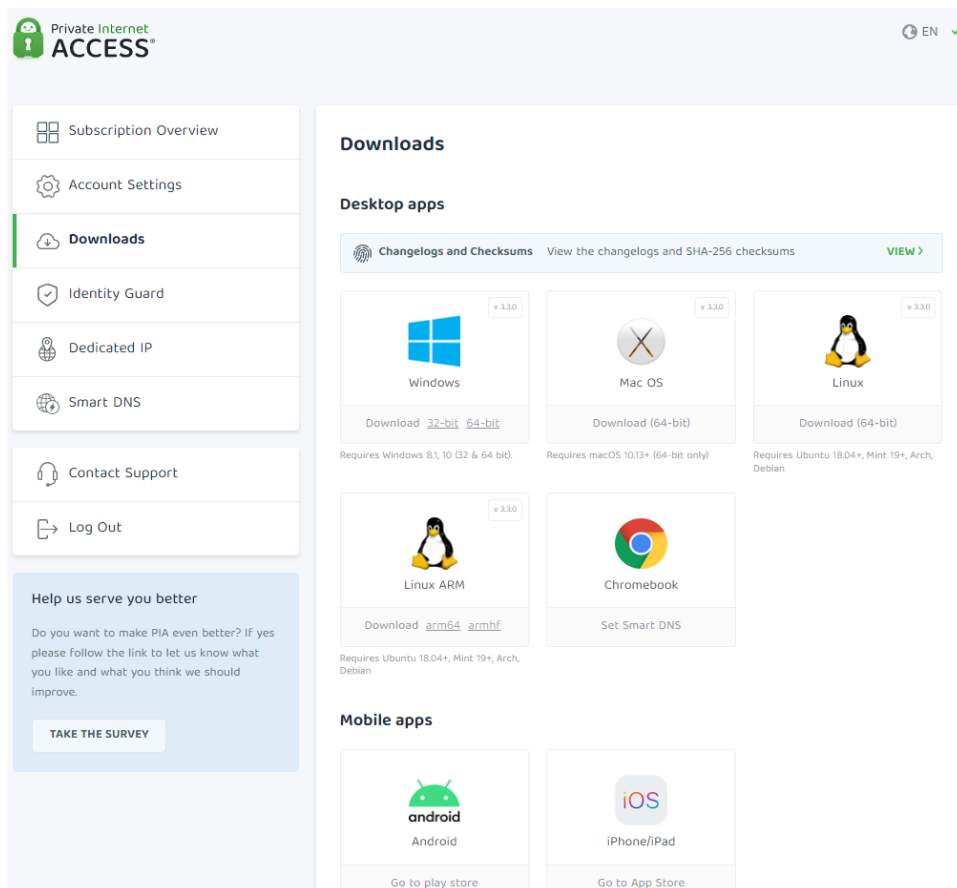 Private Internet
ACCESS®
EN
Subscription Overview
Account Settings
Downloads
Identity Guard
Dedicated IP
Smart DNS
Contact Support
Log Out
Help us serve you better
Do you want to make PIA even better? If yes
please follow the link to let us know what
you like and what you think we should
improve.
TAKE THE SURVEY
Downloads
Desktop apps
Changelogs and Checksums View the changelogs and SHA-256 checksums VIEW >
v 3.3.0
Windows
Download 32-bit 64-bit
Requires Windows 8.1, 10 (32 & 64 bit).
v 3.3.0
Mac OS
Download (64-bit)
Requires macOS 10.13+ (64-bit only)
v 3.3.0
Linux
Download (64-bit)
Requires Ubuntu 18.04+, Mint 19+, Arch,
Debian
v 3.3.0
Linux ARM
Download arm64 armhf
Requires Ubuntu 18.04+, Mint 19+, Arch,
Debian
Chromebook
Set Smart DNS
Mobile apps
android
Android
Go to play store
iOS
iPhone/iPad
Go to App Store